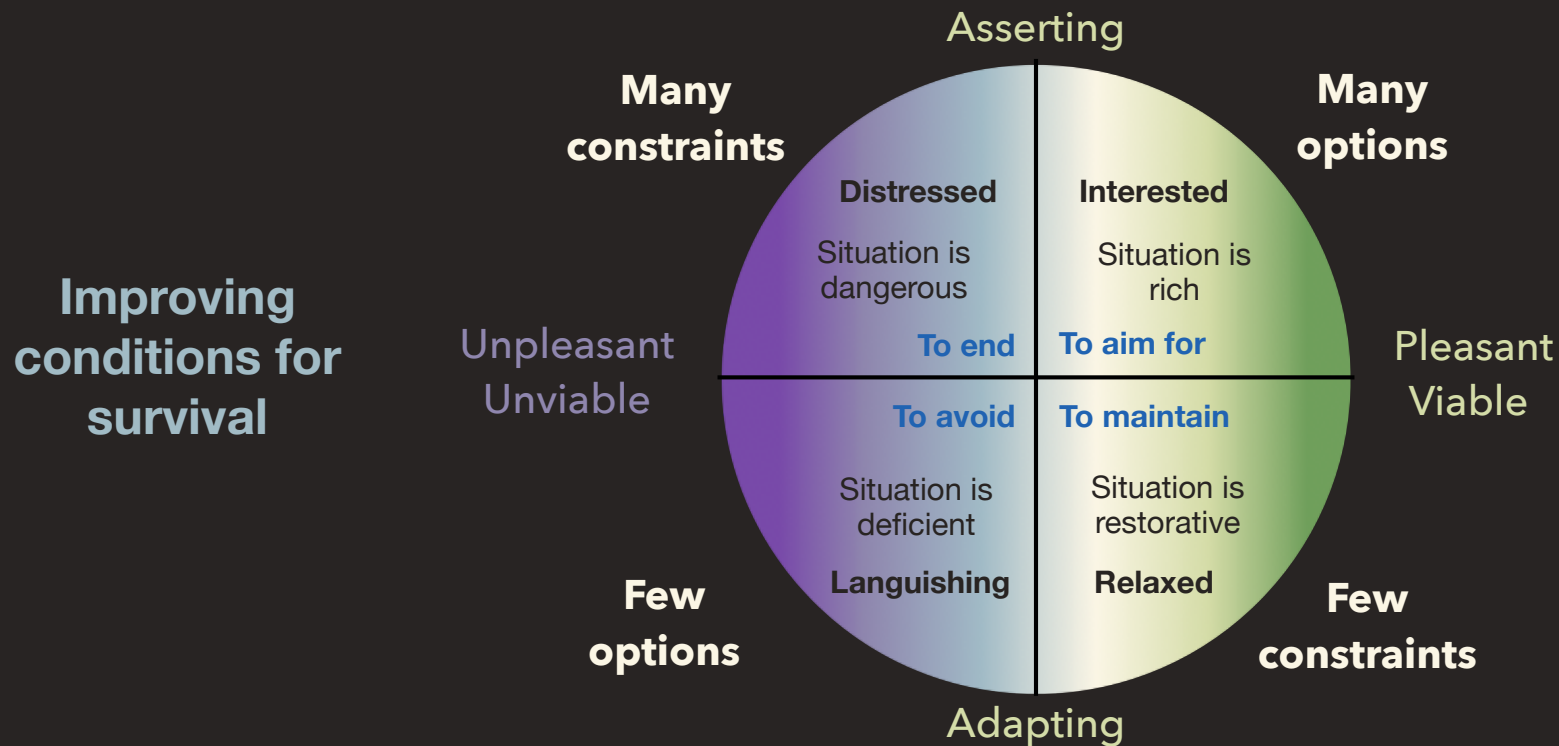 Asserting
Many
constraints
Many
options
Distressed
Interested
Situation is
dangerous
Situation is
rich
Improving
conditions for
survival
Unpleasant
Unviable
To end
To aim for
Pleasant
Viable
To avoid
To maintain
Situation is
deficient
Situation is
restorative
Languishing
Relaxed
Few
options
Few
constraints
Adapting